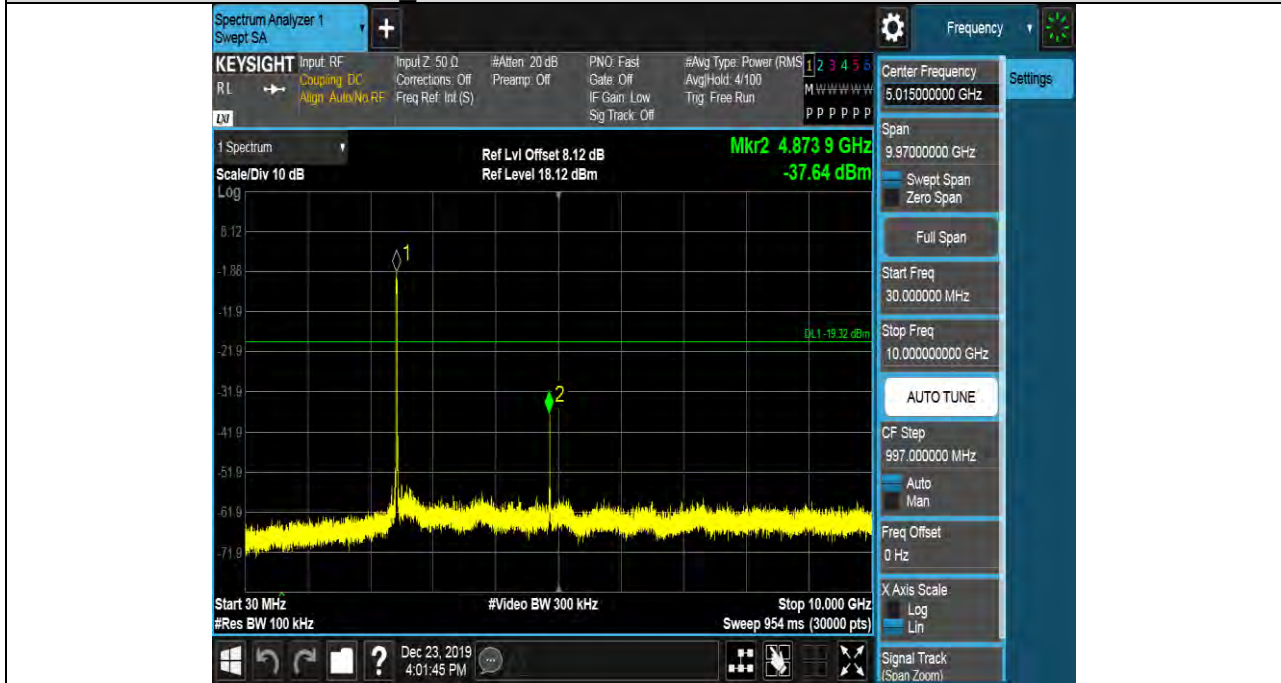 Spectrum Analyzer 1
Swept SA
+
Frequency
KEYSIGHT
RL
LXI
Input: RF
Coupling: DC
Align: Auto/No RF
Input Z: 50 Ω
Corrections: Off
Freq Ref: Int (S)
#Atten: 20 dB
Preamp: Off
PNO: Fast
Gate: Off
IF Gain: Low
Sig Track: Off
#Avg Type: Power (RMS
Avg|Hold: 4/100
Trig: Free Run
1 2 3 4 5 6
M W W W W W
P P P P P P
1 Spectrum
Scale/Div 10 dB
Ref Lvl Offset 8.12 dB
Ref Level 18.12 dBm
Mkr2 4.873 9 GHz
-37.64 dBm
Log
8.12
-1.88
-11.9
-21.9
-31.9
-41.9
-51.9
-61.9
-71.9
1
2
DL1 -19.32 dBm
Start 30 MHz
#Res BW 100 kHz
#Video BW 300 kHz
Stop 10.000 GHz
Sweep 954 ms (30000 pts)
Center Frequency
5.015000000 GHz
Settings
Span
9.97000000 GHz
Swept Span
Zero Span
Full Span
Start Freq
30.000000 MHz
Stop Freq
10.000000000 GHz
AUTO TUNE
CF Step
997.000000 MHz
Auto
Man
Freq Offset
0 Hz
X Axis Scale
Log
Lin
Signal Track
(Span Zoom)
?
Dec 23, 2019
4:01:45 PM